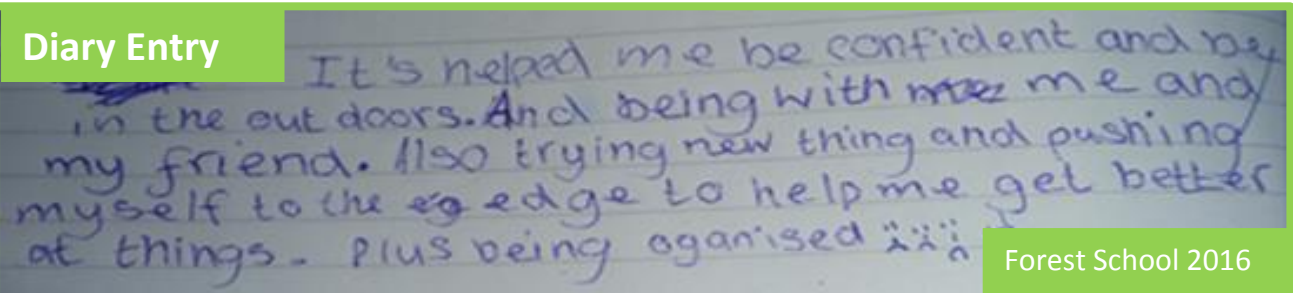 Diary Entry
It's helped me be confident and be
in the out doors. And being with me and
my friend. Also trying new thing and pushing
myself to the eg edge to help me get better
at things. Plus being oganised
Forest School 2016